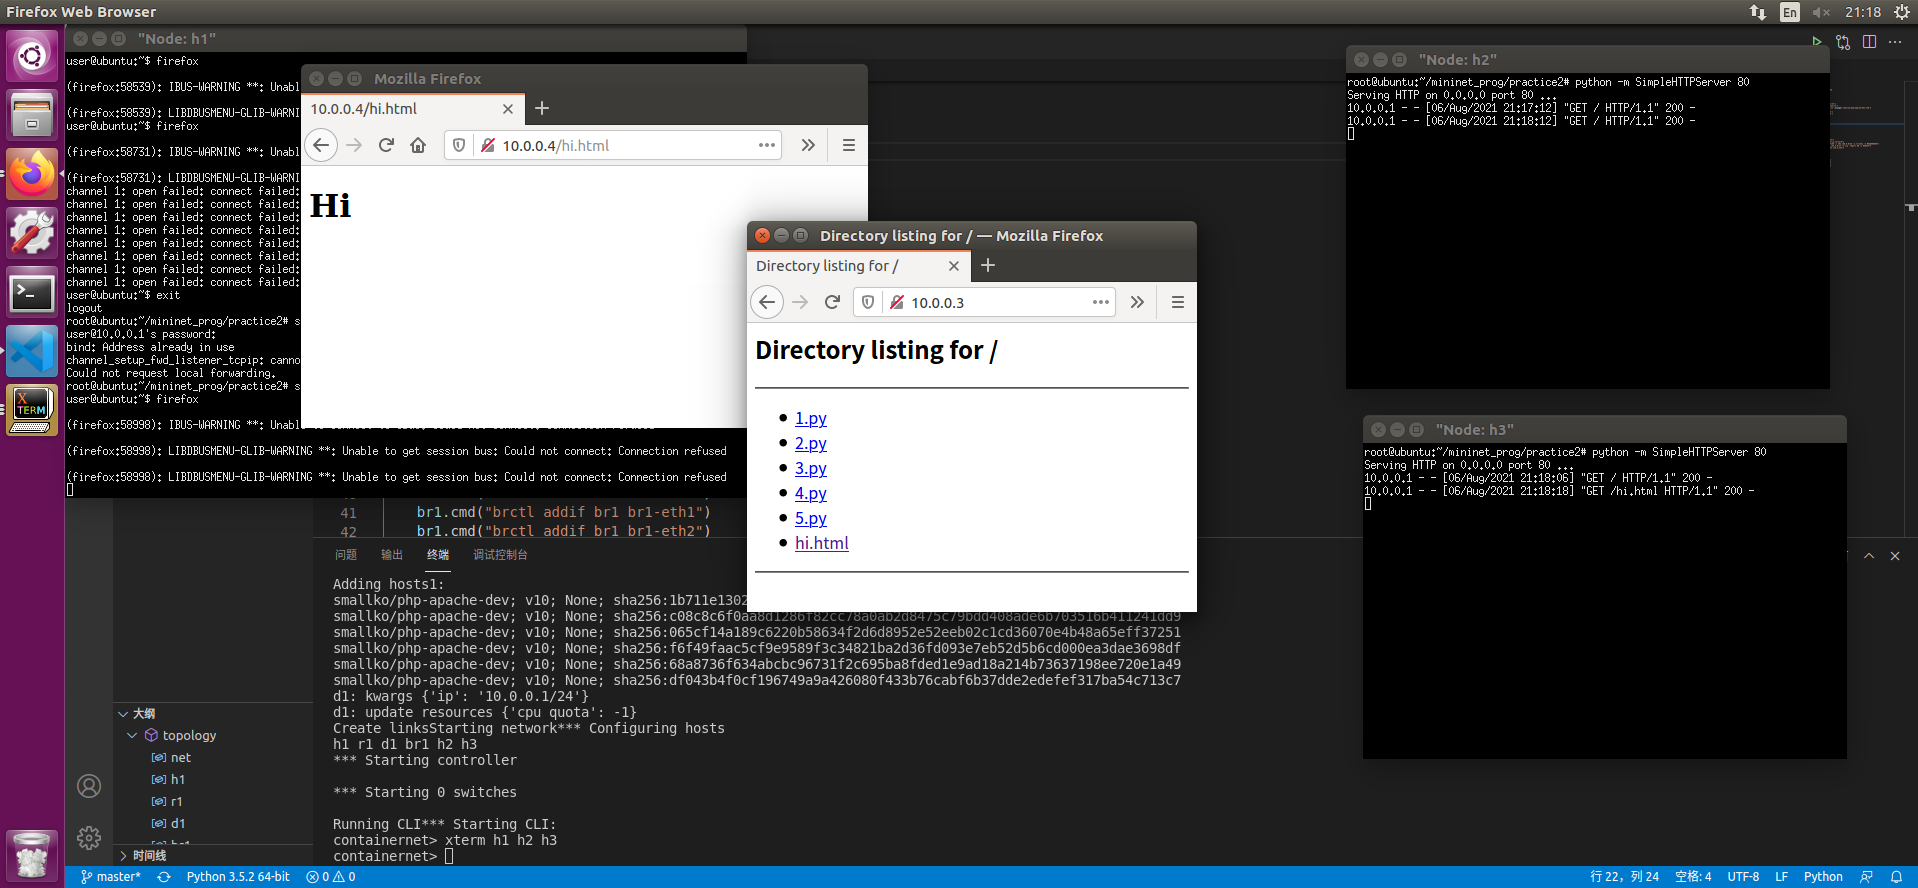 Firefox Web Browser
En
21:18
"Node: h1"
user@ubuntu:~$ firefox
(firefox:58539): IBUS-WARNING **: Unabl
(firefox:58539): LIBDBUSMENU-GLIB-WARNI
user@ubuntu:~$ firefox
(firefox:58731): IBUS-WARNING **: Unabl
(firefox:58731): LIBDBUSMENU-GLIB-WARNI
channel 1: open failed: connect failed:
channel 1: open failed: connect failed:
channel 1: open failed: connect failed:
channel 1: open failed: connect failed:
channel 1: open failed: connect failed:
channel 1: open failed: connect failed:
channel 1: open failed: connect failed:
channel 1: open failed: connect failed:
user@ubuntu:~$ exit
logout
root@ubuntu:~/mininet_prog/practice2# s
user@10.0.0.1's password:
bind: Address already in use
channel_setup_fwd_listener_tcpip: canno
Could not request local forwarding.
root@ubuntu:~/mininet_prog/practice2# s
user@ubuntu:~$ firefox
(firefox:58998): IBUS-WARNING **: Unabl
(firefox:58998): LIBDBUSMENU-GLIB-WARNING **: Unable to get session bus: Could not connect: Connection refused
(firefox:58998): LIBDBUSMENU-GLIB-WARNING **: Unable to get session bus: Could not connect: Connection refused
Mozilla Firefox
10.0.0.4/hi.html
10.0.0.4/hi.html
Hi
Directory listing for / — Mozilla Firefox
Directory listing for /
10.0.0.3
Directory listing for /
1.py
2.py
3.py
4.py
5.py
hi.html
"Node: h2"
root@ubuntu:~/mininet_prog/practice2# python -m SimpleHTTPServer 80
Serving HTTP on 0.0.0.0 port 80 ...
10.0.0.1 - - [06/Aug/2021 21:17:12] "GET / HTTP/1.1" 200 -
10.0.0.1 - - [06/Aug/2021 21:18:12] "GET / HTTP/1.1" 200 -
"Node: h3"
root@ubuntu:~/mininet_prog/practice2# python -m SimpleHTTPServer 80
Serving HTTP on 0.0.0.0 port 80 ...
10.0.0.1 - - [06/Aug/2021 21:18:06] "GET / HTTP/1.1" 200 -
10.0.0.1 - - [06/Aug/2021 21:18:18] "GET /hi.html HTTP/1.1" 200 -
X TERM
41 br1.cmd("brctl addif br1 br1-eth1")
42 br1.cmd("brctl addif br1 br1-eth2")
问题 输出 终端 调试控制台
Adding hosts1:
smallko/php-apache-dev; v10; None; sha256:1b711e1302
smallko/php-apache-dev; v10; None; sha256:c08c8c6f0aa8d1286f82cc78a0ab2d8475c79bdd408ade6b703516b411241dd9
smallko/php-apache-dev; v10; None; sha256:065cf14a189c6220b58634f2d6d8952e52eeb02c1cd36070e4b48a65eff37251
smallko/php-apache-dev; v10; None; sha256:f6f49faac5cf9e9589f3c34821ba2d36fd093e7eb52d5b6cd000ea3dae3698df
smallko/php-apache-dev; v10; None; sha256:68a8736f634abcbc96731f2c695ba8fded1e9ad18a214b73637198ee720e1a49
smallko/php-apache-dev; v10; None; sha256:df043b4f0cf196749a9a426080f433b76cabf6b37dde2edefef317ba54c713c7
d1: kwargs {'ip': '10.0.0.1/24'}
d1: update resources {'cpu quota': -1}
Create linksStarting network*** Configuring hosts
h1 r1 d1 br1 h2 h3
*** Starting controller
*** Starting 0 switches
Running CLI*** Starting CLI:
containernet> xterm h1 h2 h3
containernet>
大纲
topology
net
h1
r1
d1
时间线
master*
Python 3.5.2 64-bit
0 0
行 22，列 24
空格: 4
UTF-8
LF
Python